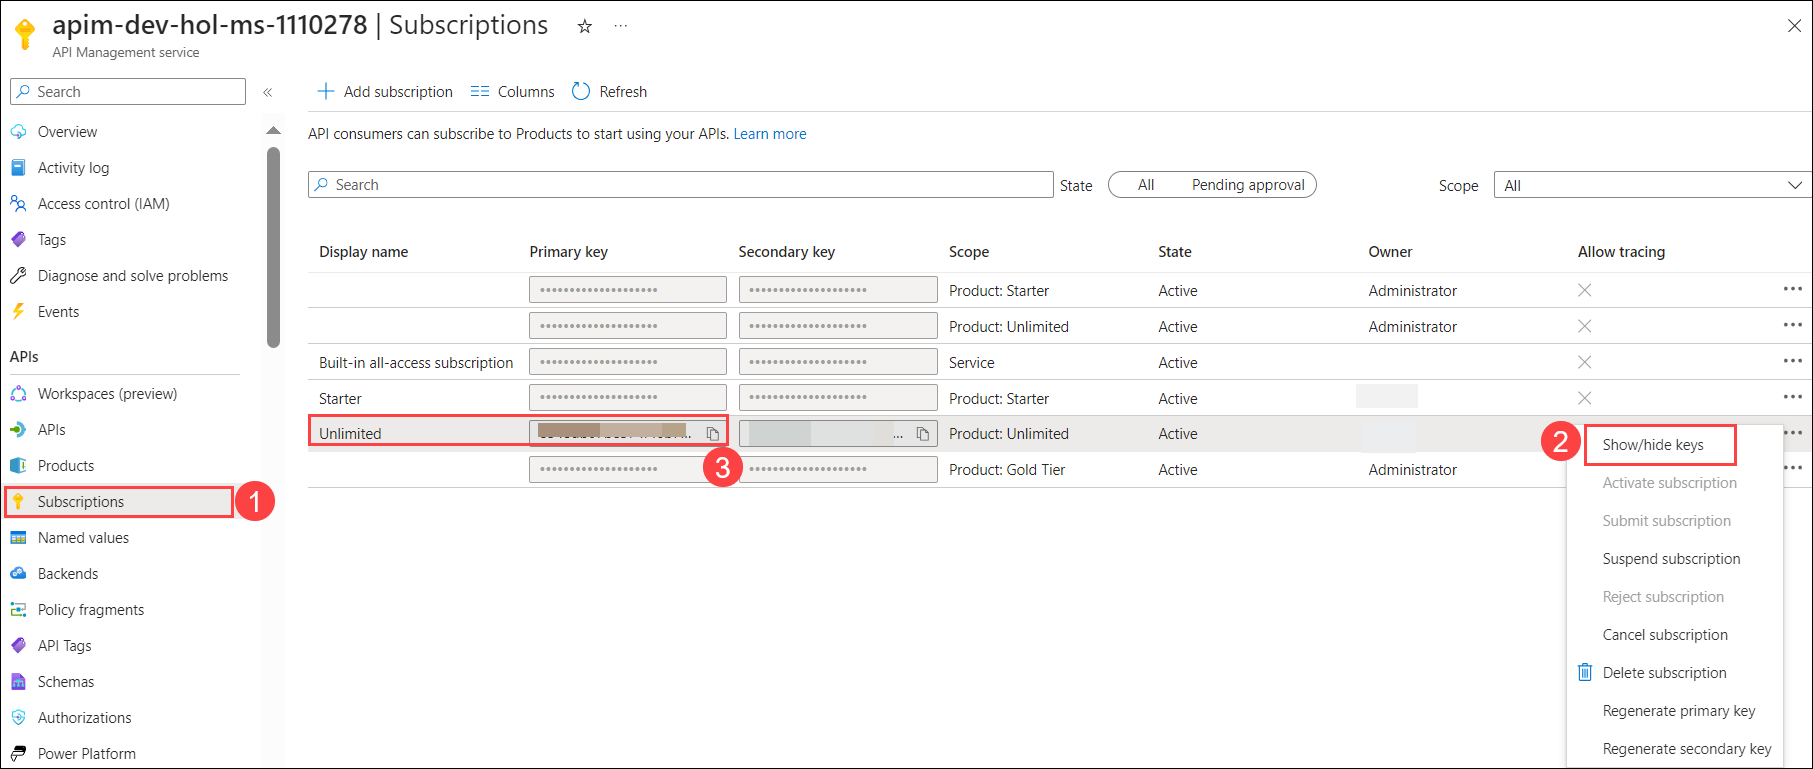 apim-dev-hol-ms-1110278 | Subscriptions
API Management service
Search
Overview
Activity log
Access control (IAM)
Tags
Diagnose and solve problems
Events
APIs
Workspaces (preview)
APIs
Products
Subscriptions 1
Named values
Backends
Policy fragments
API Tags
Schemas
Authorizations
Power Platform
Add subscription Columns Refresh
API consumers can subscribe to Products to start using your APIs. Learn more
Search State All Pending approval Scope All
Display name Primary key Secondary key Scope State Owner Allow tracing
•••••••••••••••••••• •••••••••••••••••••• Product: Starter Active Administrator
•••••••••••••••••••• •••••••••••••••••••• Product: Unlimited Active Administrator
Built-in all-access subscription •••••••••••••••••••• •••••••••••••••••••• Service Active
Starter •••••••••••••••••••• •••••••••••••••••••• Product: Starter Active
Unlimited ... ... Product: Unlimited Active
•••••••••••••••••••• 3 •••••••••••••••••••• Product: Gold Tier Active Administrator
2 Show/hide keys
Activate subscription
Submit subscription
Suspend subscription
Reject subscription
Cancel subscription
Delete subscription
Regenerate primary key
Regenerate secondary key